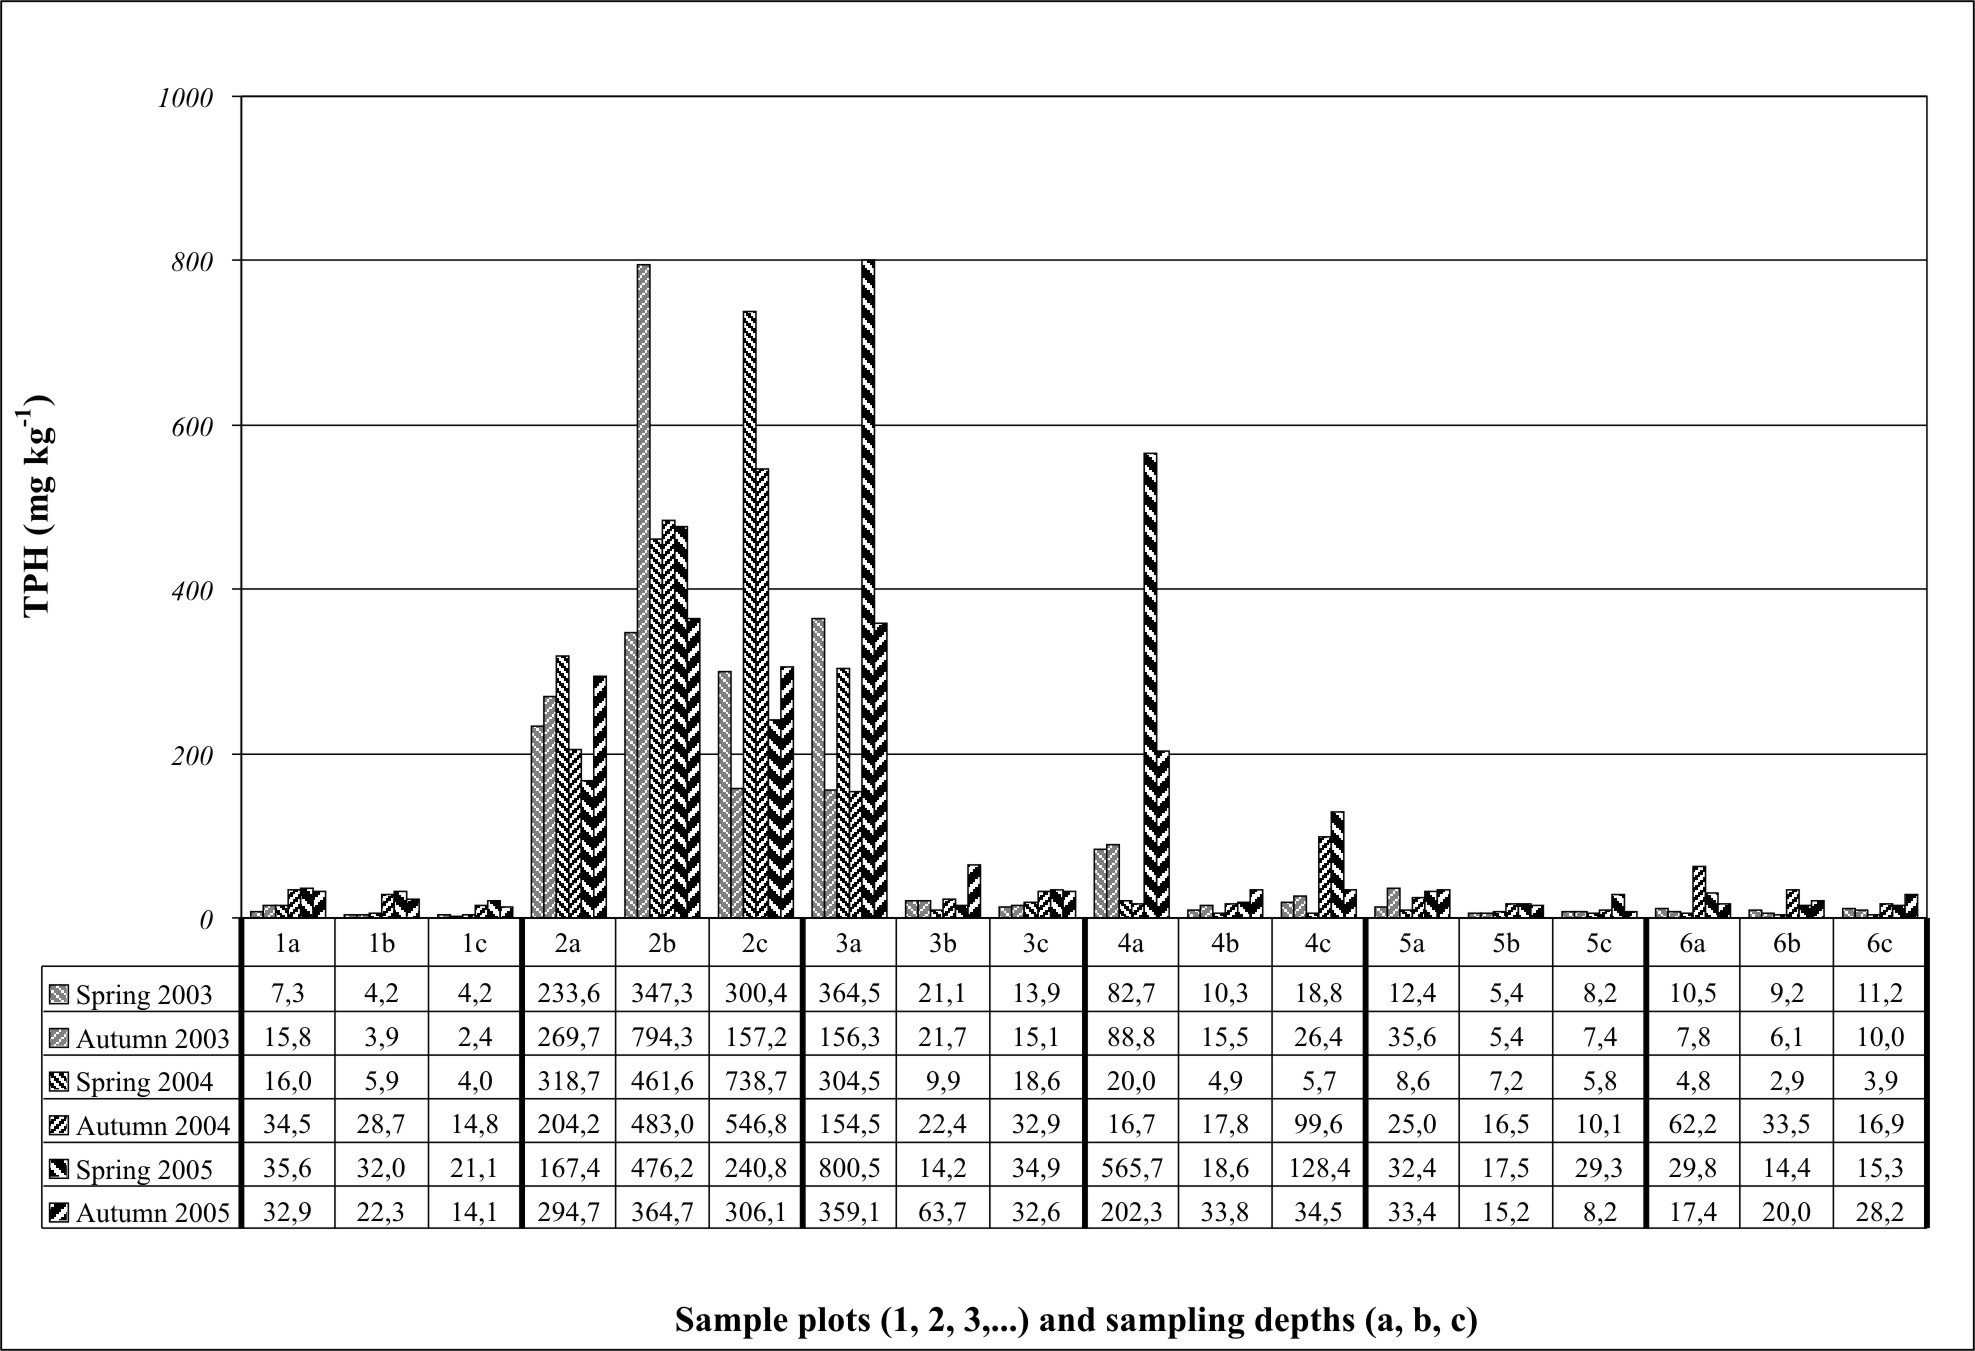 1000
800
600
400
200
0
TPH (mg kg-1)
1a 1b 1c 2a 2b 2c 3a 3b 3c 4a 4b 4c 5a 5b 5c 6a 6b 6c
Spring 2003 7,3 4,2 4,2 233,6 347,3 300,4 364,5 21,1 13,9 82,7 10,3 18,8 12,4 5,4 8,2 10,5 9,2 11,2
Autumn 2003 15,8 3,9 2,4 269,7 794,3 157,2 156,3 21,7 15,1 88,8 15,5 26,4 35,6 5,4 7,4 7,8 6,1 10,0
Spring 2004 16,0 5,9 4,0 318,7 461,6 738,7 304,5 9,9 18,6 20,0 4,9 5,7 8,6 7,2 5,8 4,8 2,9 3,9
Autumn 2004 34,5 28,7 14,8 204,2 483,0 546,8 154,5 22,4 32,9 16,7 17,8 99,6 25,0 16,5 10,1 62,2 33,5 16,9
Spring 2005 35,6 32,0 21,1 167,4 476,2 240,8 800,5 14,2 34,9 565,7 18,6 128,4 32,4 17,5 29,3 29,8 14,4 15,3
Autumn 2005 32,9 22,3 14,1 294,7 364,7 306,1 359,1 63,7 32,6 202,3 33,8 34,5 33,4 15,2 8,2 17,4 20,0 28,2
Sample plots (1, 2, 3,...) and sampling depths (a, b, c)